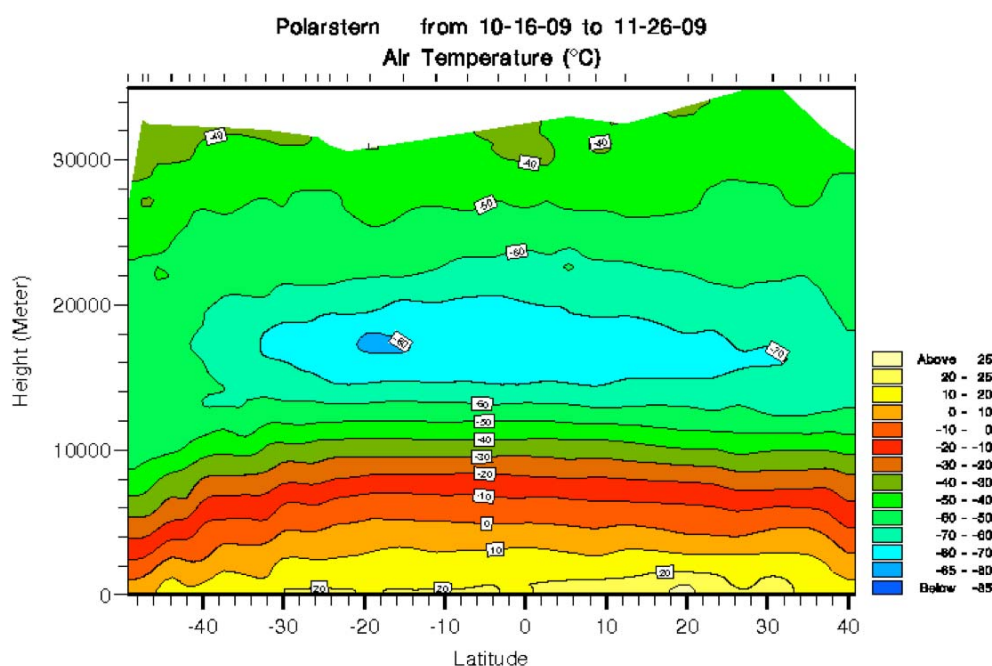 Polarstern from 10-16-09 to 11-26-09
Air Temperature (°C)
-40
-40
-40
30000
-50
-60
20000
-80
-70
-60
-50
-40
10000
-30
-20
-10
0
10
20
20
20
0
Height (Meter)
-40 -30 -20 -10 0 10 20 30 40
Latitude
Above 25
20 - 25
10 - 20
0 - 10
-10 - 0
-20 - -10
-30 - -20
-40 - -30
-50 - -40
-60 - -50
-70 - -60
-80 - -70
-85 - -80
Below -85